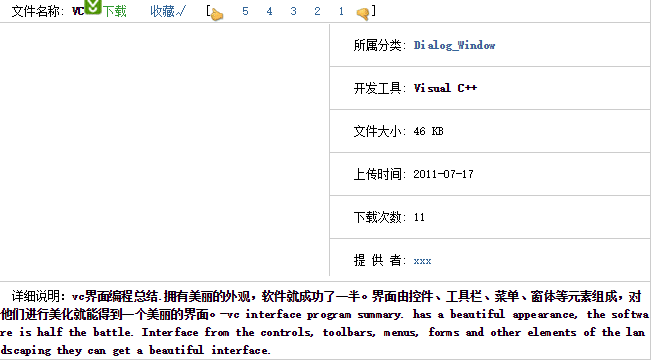 文件名称: VC 下载 收藏√ [ 5 4 3 2 1 ]
所属分类: Dialog_Window
开发工具: Visual C++
文件大小: 46 KB
上传时间: 2011-07-17
下载次数: 11
提 供 者: xxx
详细说明: vc界面编程总结.拥有美丽的外观，软件就成功了一半。界面由控件、工具栏、菜单、窗体等元素组成，对
他们进行美化就能得到一个美丽的界面。-vc interface program summary. has a beautiful appearance, the softwa
re is half the battle. Interface from the controls, toolbars, menus, forms and other elements of the lan
dscaping they can get a beautiful interface.